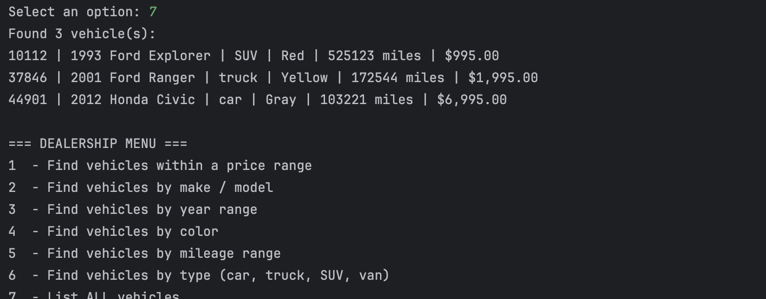 Select an option: 7
Found 3 vehicle(s):
10112 | 1993 Ford Explorer | SUV | Red | 525123 miles | $995.00
37846 | 2001 Ford Ranger | truck | Yellow | 172544 miles | $1,995.00
44901 | 2012 Honda Civic | car | Gray | 103221 miles | $6,995.00
=== DEALERSHIP MENU ===
1  - Find vehicles within a price range
2  - Find vehicles by make / model
3  - Find vehicles by year range
4  - Find vehicles by color
5  - Find vehicles by mileage range
6  - Find vehicles by type (car, truck, SUV, van)
7  - List ALL vehicles